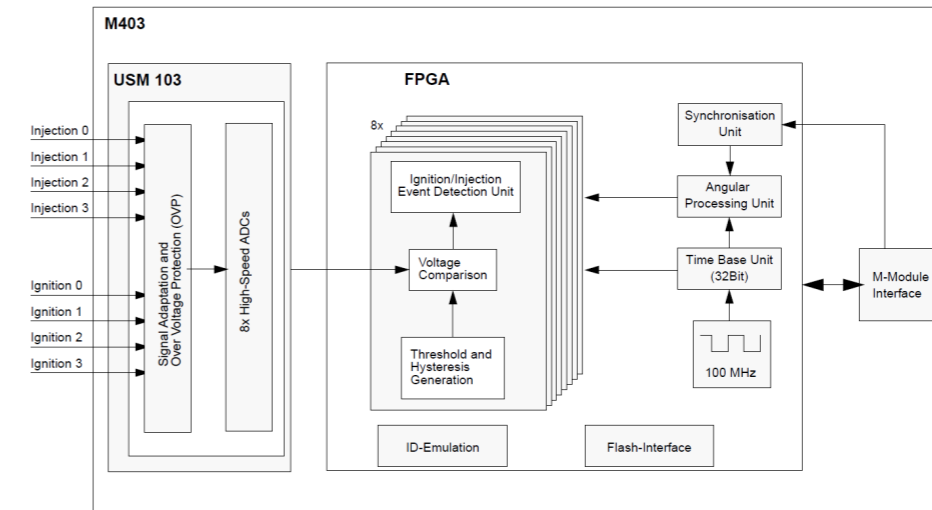 M403
USM 103
Injection 0
Injection 1
Injection 2
Injection 3
Ignition 0
Ignition 1
Ignition 2
Ignition 3
Signal Adaptation and
Over Voltage Protection (OVP)
8x High-Speed ADCs
FPGA
8x
Ignition/Injection
Event Detection Unit
Voltage
Comparison
Threshold and
Hysteresis
Generation
Synchronisation
Unit
Angular
Processing Unit
Time Base Unit
(32Bit)
100 MHz
ID-Emulation
Flash-Interface
M-Module
Interface